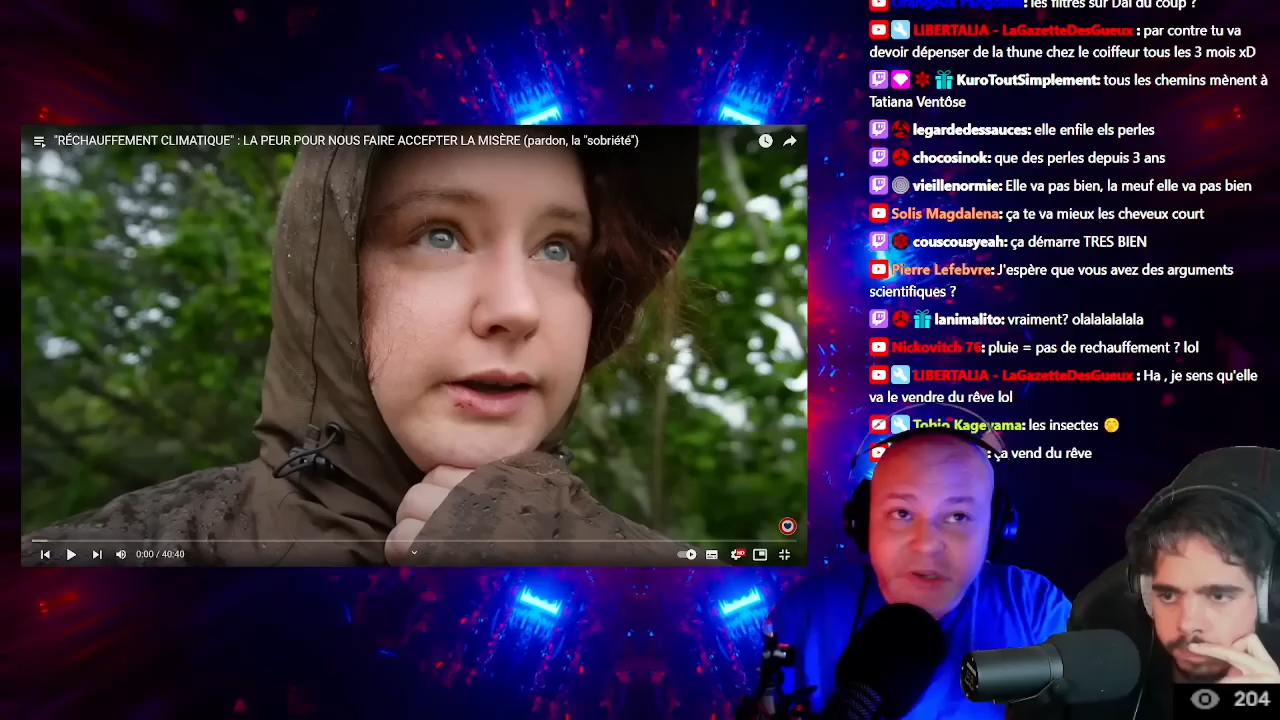 "RÉCHAUFFEMENT CLIMATIQUE" : LA PEUR POUR NOUS FAIRE ACCEPTER LA MISÈRE (pardon, la "sobriété")
0:00 / 40:40
HD
les filtres sur Dal du coup ?
LIBERTALIA - LaGazetteDesGueux : par contre tu va
devoir dépenser de la thune chez le coiffeur tous les 3 mois xD
KuroToutSimplement: tous les chemins mènent à
Tatiana Ventôse
legardedessauces: elle enfile els perles
chocosinok: que des perles depuis 3 ans
vieillenormie: Elle va pas bien, la meuf elle va pas bien
Solis Magdalena: ça te va mieux les cheveux court
couscousyeah: ça démarre TRES BIEN
Pierre Lefebvre: J'espère que vous avez des arguments
scientifiques ?
lanimalito: vraiment? olalalalalala
Nickovitch 76: pluie = pas de rechauffement ? lol
LIBERTALIA - LaGazetteDesGueux : Ha , je sens qu'elle
va le vendre du rêve lol
Tobio Kageyama: les insectes
: ça vend du rêve
204